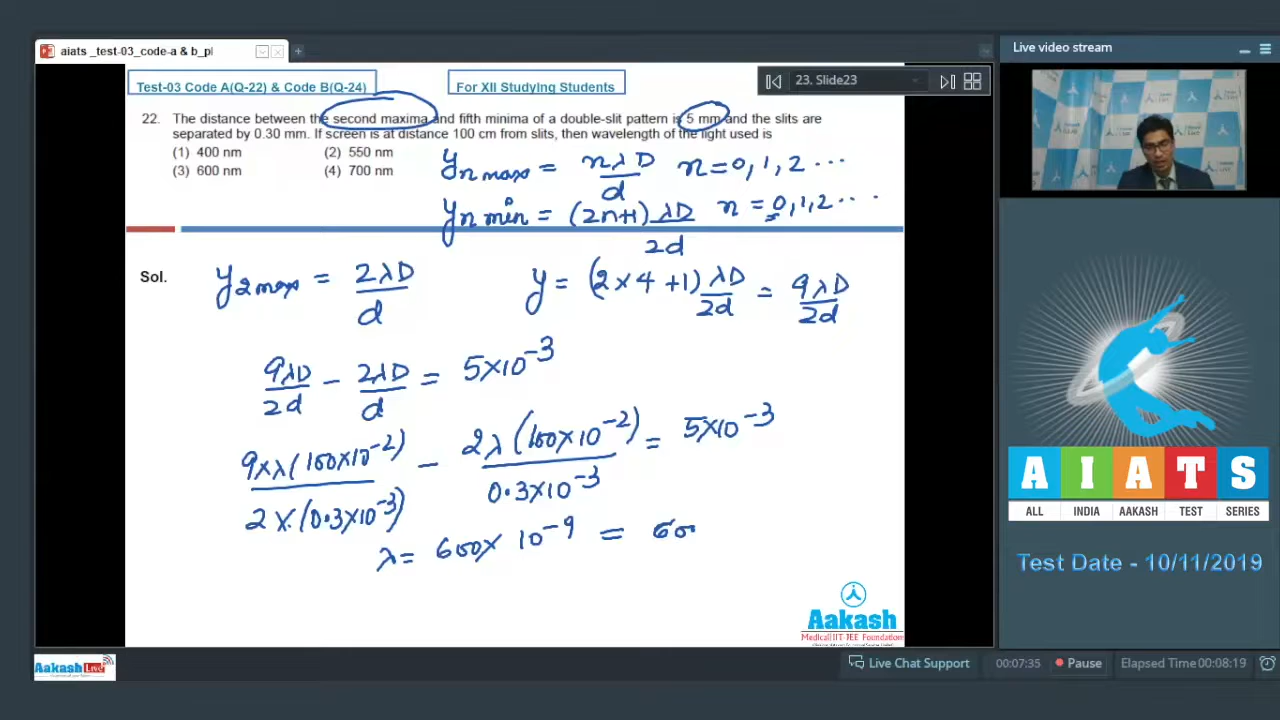 aiats _test-03_code-a & b_p
Live video stream
Test-03 Code A(Q-22) & Code B(Q-24)
For XII Studying Students
23. Slide23
22. The distance between the second maxima and fifth minima of a double-slit pattern is 5 mm and the slits are
separated by 0.30 mm. If screen is at distance 100 cm from slits, then wavelength of the light used is
(1) 400 nm (2) 550 nm
(3) 600 nm (4) 700 nm
y n max = nλD/d n = 0, 1, 2 ...
y n min = (2n+1) λD/2d n = 0, 1, 2 ...
Sol.
y 2 max = 2λD/d y = (2 × 4 + 1) λD/2d = 9λD/2d
9λD/2d - 2λD/d = 5×10⁻³
9×λ(100×10⁻²)/2×(0.3×10⁻³) - 2λ(100×10⁻²)/0.3×10⁻³ = 5×10⁻³
λ = 600× 10⁻⁹ = 600
AIATS
ALL INDIA AAKASH TEST SERIES
Test Date - 10/11/2019
Aakash
Medical|IIT-JEE|Foundations
Aakash Live
Live Chat Support
00:07:35
Pause
Elapsed Time 00:08:19